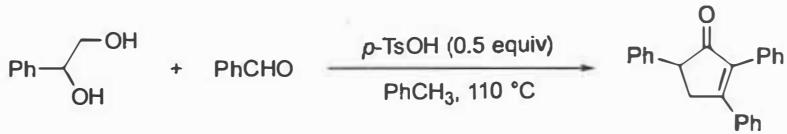 OH
Ph
OH
+
PhCHO
p-TsOH (0.5 equiv)
PhCH3, 110 °C
O
Ph
Ph
Ph